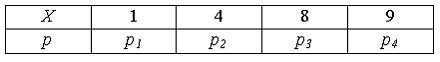 X 1 4 8 9
p p₁ p₂ p₃ p₄